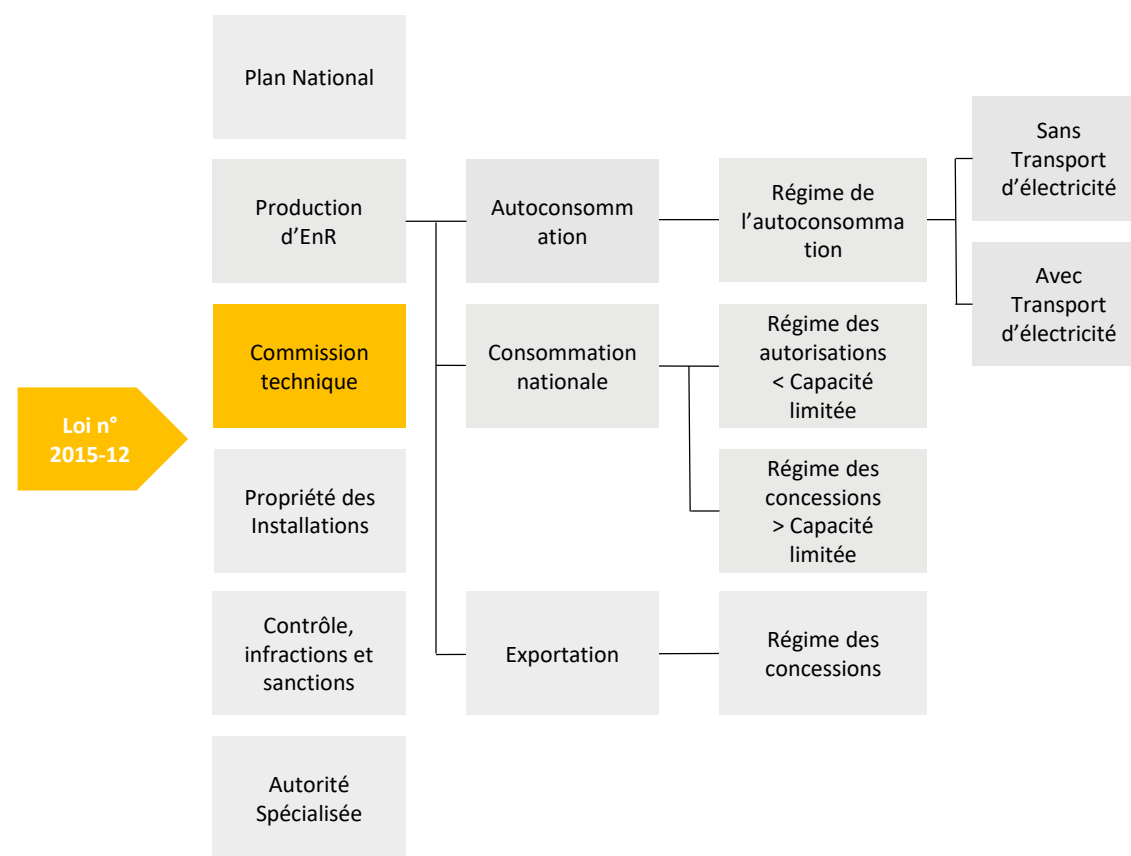 Plan National
Production
d'EnR
Autoconsomm
ation
Régime de
l'autoconsomma
tion
Sans
Transport
d'électricité
Avec
Transport
d'électricité
Loi n°
2015-12
Commission
technique
Consommation
nationale
Régime des
autorisations
< Capacité
limitée
Propriété des
Installations
Régime des
concessions
> Capacité
limitée
Contrôle,
infractions et
sanctions
Exportation
Régime des
concessions
Autorité
Spécialisée